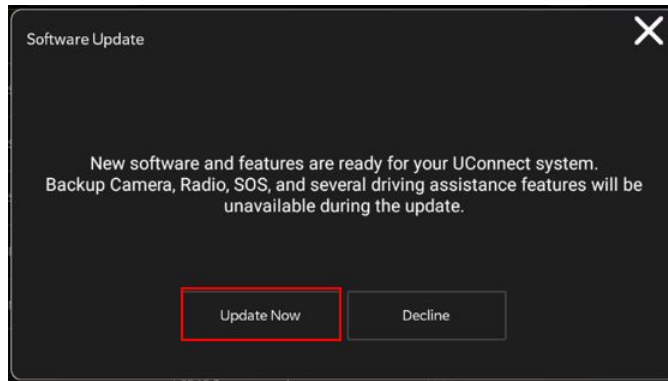 Software Update
New software and features are ready for your UConnect system.
Backup Camera, Radio, SOS, and several driving assistance features will be
unavailable during the update.
Update Now
Decline